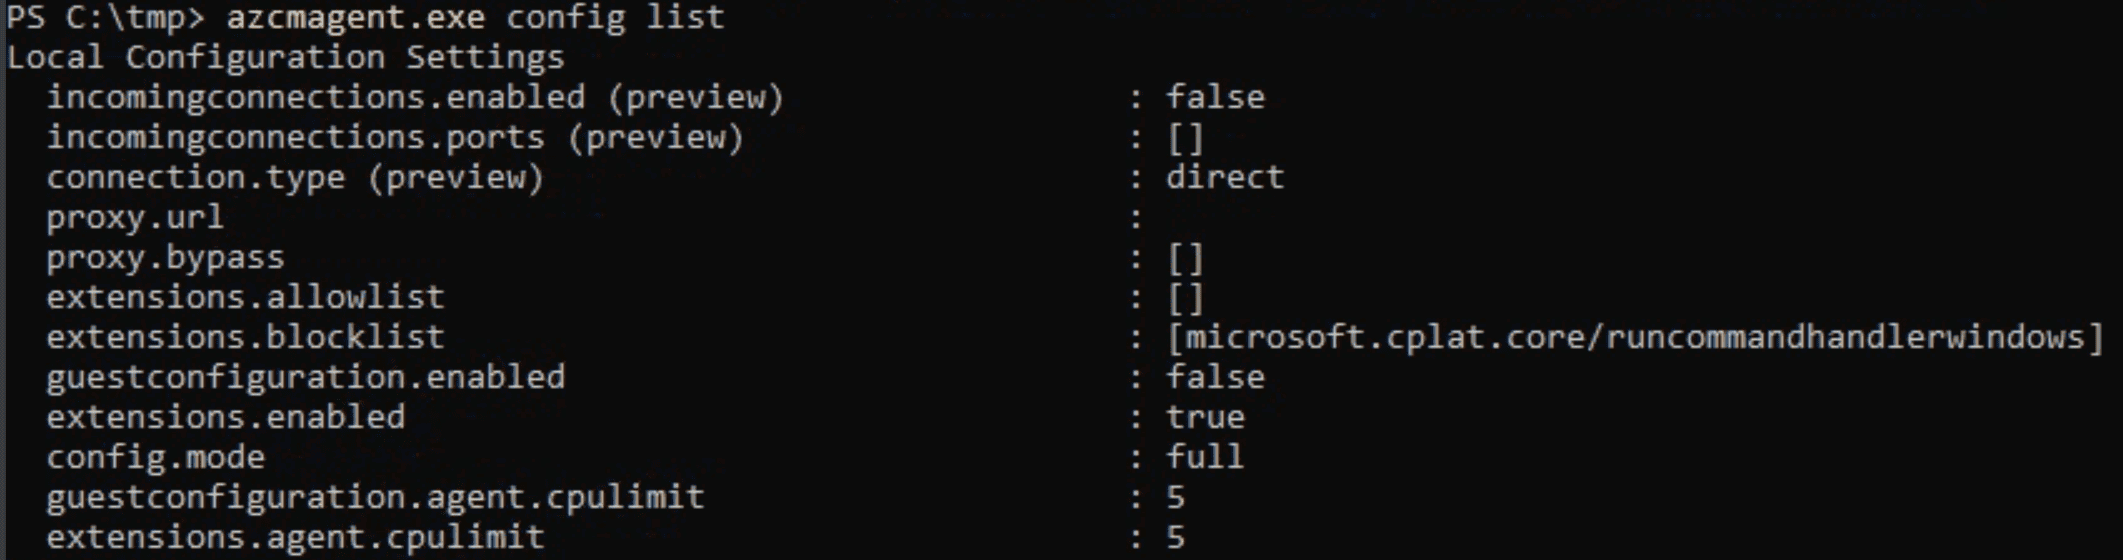 PS C:\tmp> azcmagent.exe config list
Local Configuration Settings
incomingconnections.enabled (preview) : false
incomingconnections.ports (preview) : []
connection.type (preview) : direct
proxy.url :
proxy.bypass : []
extensions.allowlist : []
extensions.blocklist : [microsoft.cplat.core/runcommandhandlerwindows]
guestconfiguration.enabled : false
extensions.enabled : true
config.mode : full
guestconfiguration.agent.cpulimit : 5
extensions.agent.cpulimit : 5